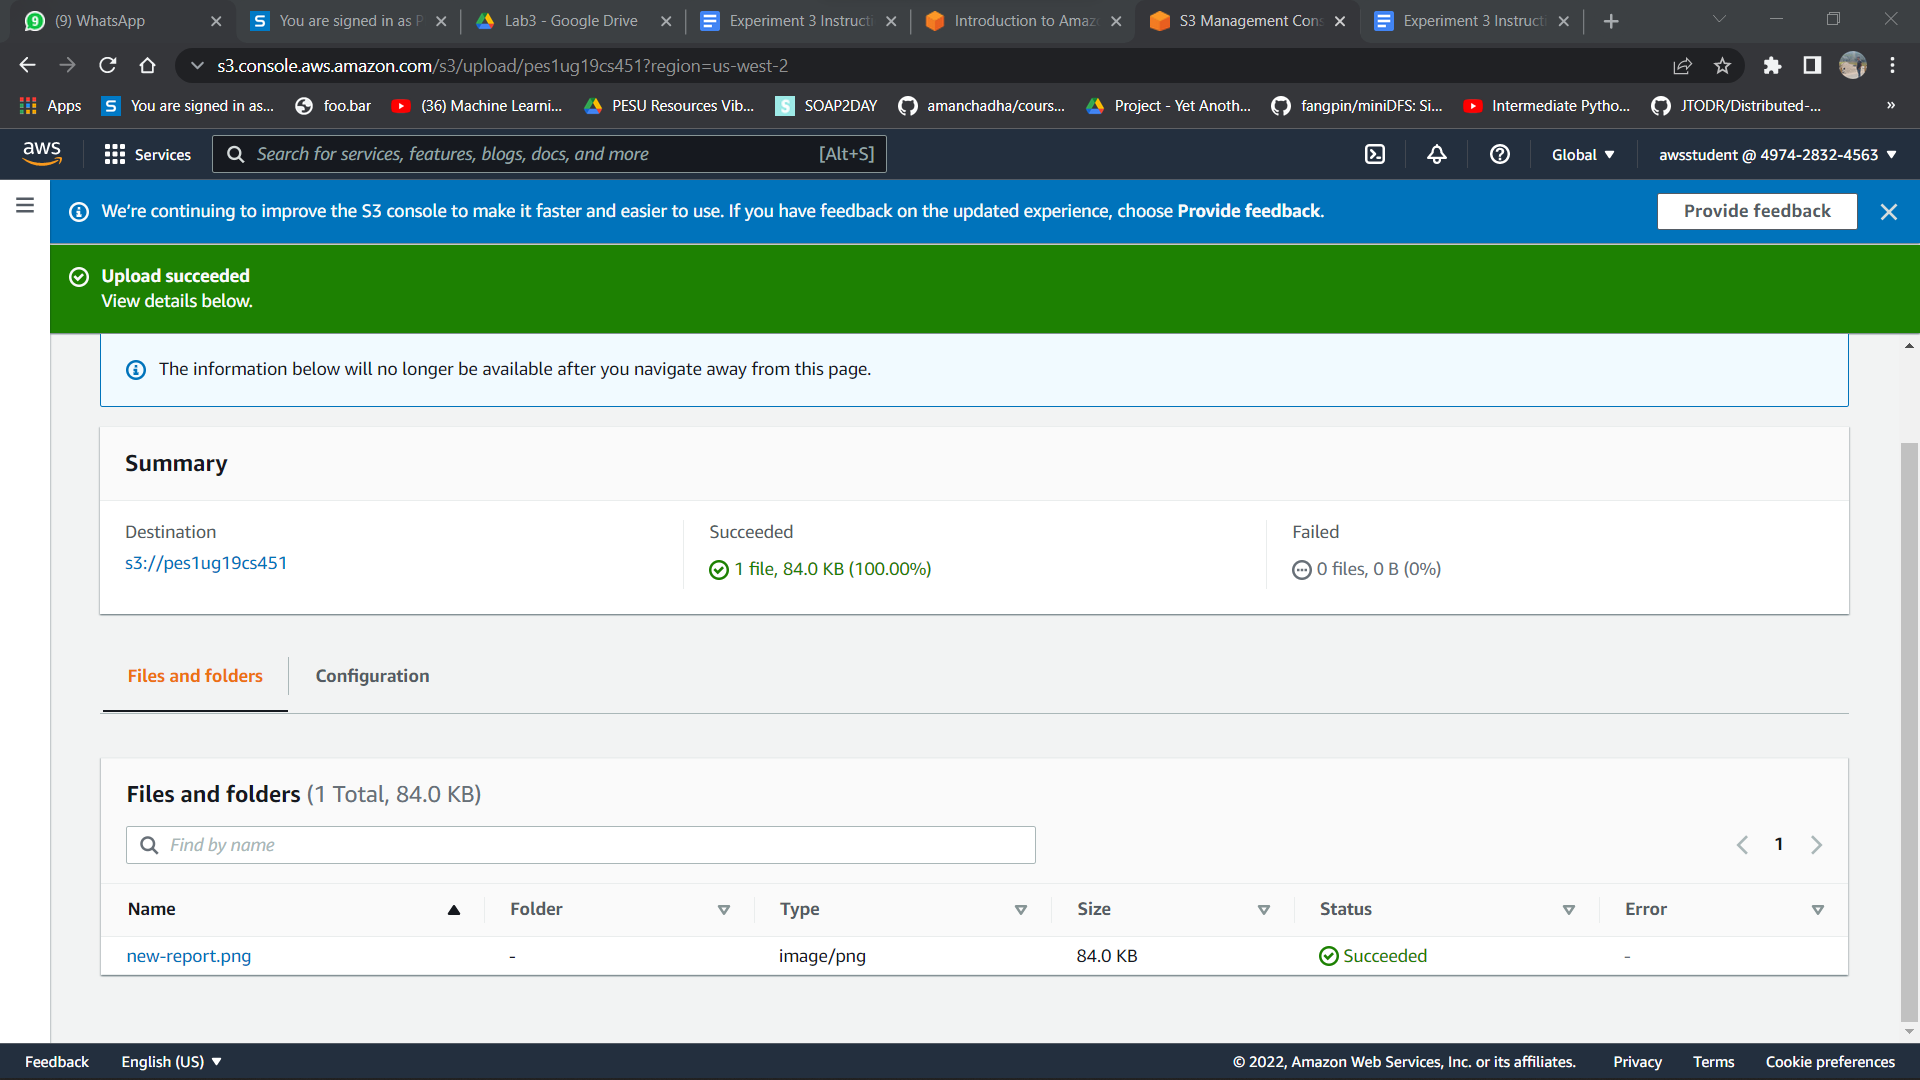 (9) WhatsApp
You are signed in as P
Lab3 - Google Drive
Experiment 3 Instructi
Introduction to Amaz
S3 Management Cons
Experiment 3 Instructi
s3.console.aws.amazon.com/s3/upload/pes1ug19cs451?region=us-west-2
Apps
You are signed in as...
foo.bar
(36) Machine Learni...
PESU Resources Vib...
SOAP2DAY
amanchadha/cours...
Project - Yet Anoth...
fangpin/miniDFS: Si...
Intermediate Pytho...
JTODR/Distributed-...
»
aws
Services
Search for services, features, blogs, docs, and more
[Alt+S]
Global
awsstudent @ 4974-2832-4563
We're continuing to improve the S3 console to make it faster and easier to use. If you have feedback on the updated experience, choose Provide feedback.
Provide feedback
Upload succeeded
View details below.
The information below will no longer be available after you navigate away from this page.
Summary
Destination
s3://pes1ug19cs451
Succeeded
1 file, 84.0 KB (100.00%)
Failed
0 files, 0 B (0%)
Files and folders
Configuration
Files and folders (1 Total, 84.0 KB)
Find by name
1
Name Folder Type Size Status Error
new-report.png - image/png 84.0 KB Succeeded -
Feedback English (US)
© 2022, Amazon Web Services, Inc. or its affiliates. Privacy Terms Cookie preferences